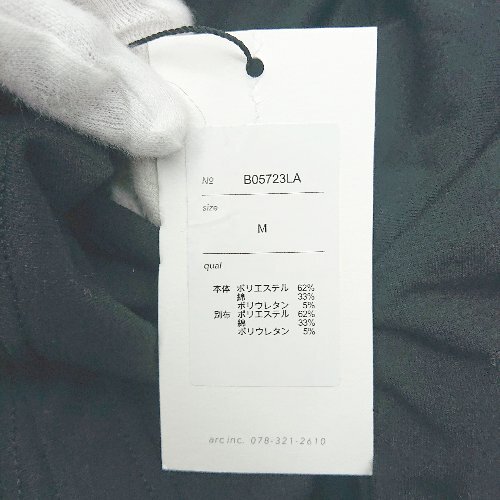 No B05723LA
size
M
qual
本体 ポリエステル 62%
綿 33%
ポリウレタン 5%
別布 ポリエステル 62%
綿 33%
ポリウレタン 5%
arc inc. 078-321-2610